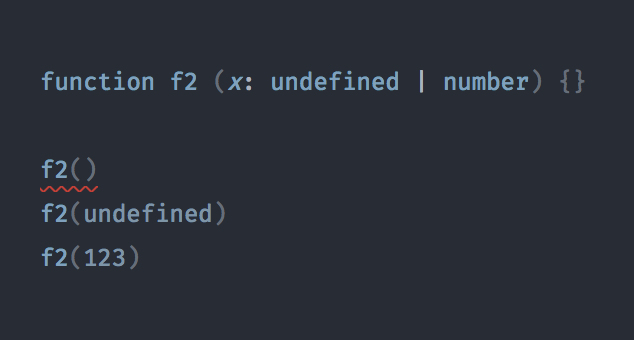 function f2 (x: undefined | number) {}
f2()
f2(undefined)
f2(123)